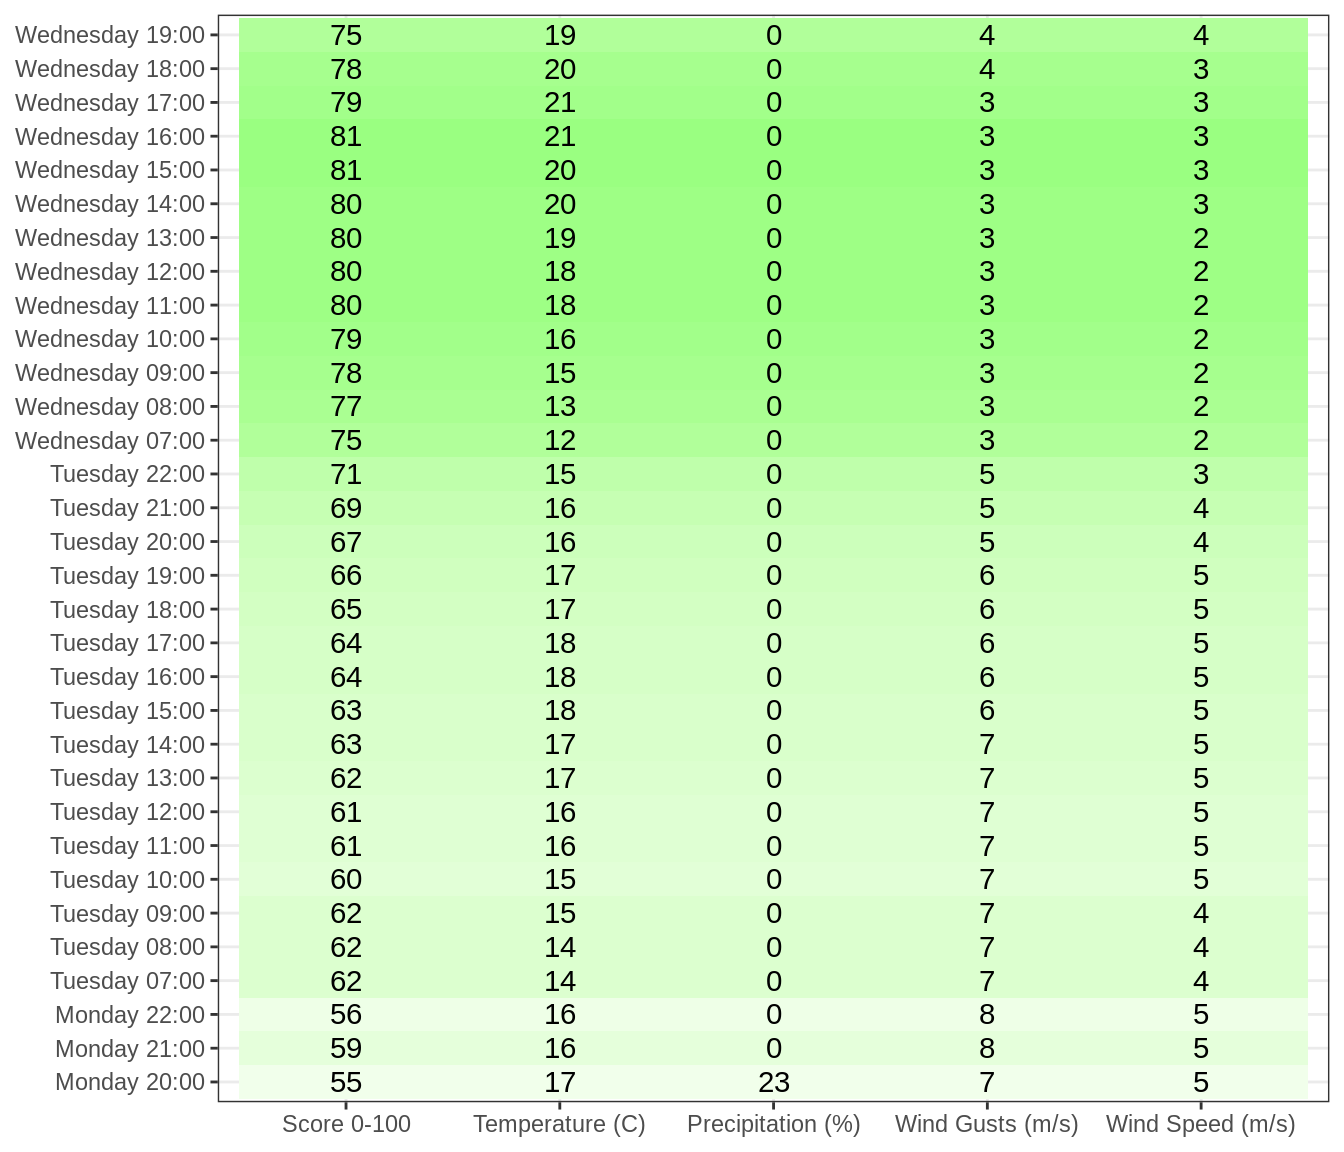 Wednesday 19:00 75 19 0 4 4
Wednesday 18:00 78 20 0 4 3
Wednesday 17:00 79 21 0 3 3
Wednesday 16:00 81 21 0 3 3
Wednesday 15:00 81 20 0 3 3
Wednesday 14:00 80 20 0 3 3
Wednesday 13:00 80 19 0 3 2
Wednesday 12:00 80 18 0 3 2
Wednesday 11:00 80 18 0 3 2
Wednesday 10:00 79 16 0 3 2
Wednesday 09:00 78 15 0 3 2
Wednesday 08:00 77 13 0 3 2
Wednesday 07:00 75 12 0 3 2
Tuesday 22:00 71 15 0 5 3
Tuesday 21:00 69 16 0 5 4
Tuesday 20:00 67 16 0 5 4
Tuesday 19:00 66 17 0 6 5
Tuesday 18:00 65 17 0 6 5
Tuesday 17:00 64 18 0 6 5
Tuesday 16:00 64 18 0 6 5
Tuesday 15:00 63 18 0 6 5
Tuesday 14:00 63 17 0 7 5
Tuesday 13:00 62 17 0 7 5
Tuesday 12:00 61 16 0 7 5
Tuesday 11:00 61 16 0 7 5
Tuesday 10:00 60 15 0 7 5
Tuesday 09:00 62 15 0 7 4
Tuesday 08:00 62 14 0 7 4
Tuesday 07:00 62 14 0 7 4
Monday 22:00 56 16 0 8 5
Monday 21:00 59 16 0 8 5
Monday 20:00 55 17 23 7 5
Score 0-100 Temperature (C) Precipitation (%) Wind Gusts (m/s) Wind Speed (m/s)